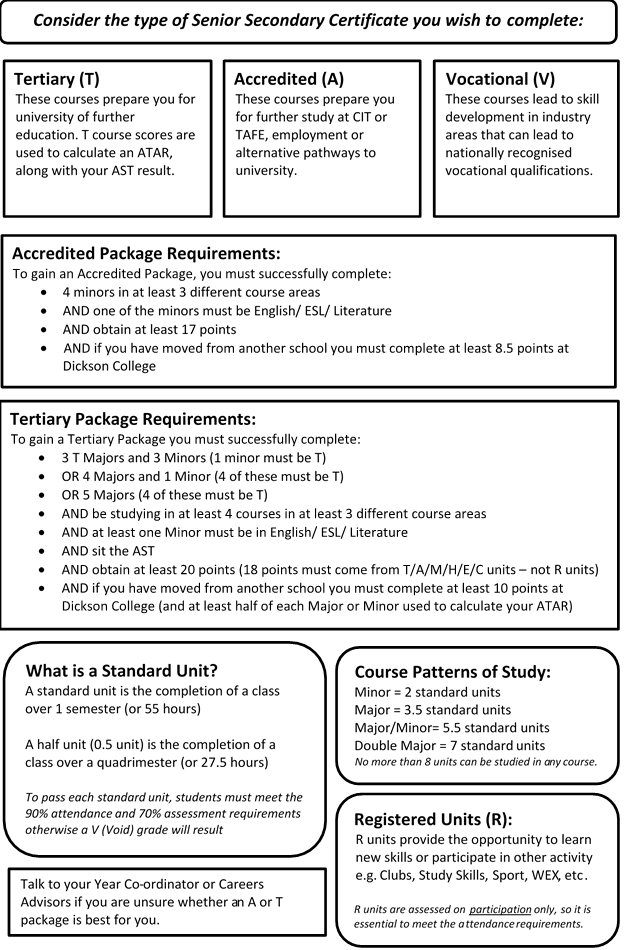 Consider the type of Senior Secondary Certificate you wish to complete:
Tertiary (T)
These courses prepare you for
university of further
education. T course scores are
used to calculate an ATAR,
along with your AST result.
Accredited (A)
These courses prepare you
for further study at CIT or
TAFE, employment or
alternative pathways to
university.
Vocational (V)
These courses lead to skill
development in industry
areas that can lead to
nationally recognised
vocational qualifications.
Accredited Package Requirements:
To gain an Accredited Package, you must successfully complete:
• 4 minors in at least 3 different course areas
• AND one of the minors must be English/ ESL/ Literature
• AND obtain at least 17 points
• AND if you have moved from another school you must complete at least 8.5 points at
Dickson College
Tertiary Package Requirements:
To gain a Tertiary Package you must successfully complete:
• 3 T Majors and 3 Minors (1 minor must be T)
• OR 4 Majors and 1 Minor (4 of these must be T)
• OR 5 Majors (4 of these must be T)
• AND be studying in at least 4 courses in at least 3 different course areas
• AND at least one Minor must be in English/ ESL/ Literature
• AND sit the AST
• AND obtain at least 20 points (18 points must come from T/A/M/H/E/C units – not R units)
• AND if you have moved from another school you must complete at least 10 points at
Dickson College (and at least half of each Major or Minor used to calculate your ATAR)
What is a Standard Unit?
A standard unit is the completion of a class
over 1 semester (or 55 hours)
A half unit (0.5 unit) is the completion of a
class over a quadrimester (or 27.5 hours)
To pass each standard unit, students must meet the
90% attendance and 70% assessment requirements
otherwise a V (Void) grade will result
Talk to your Year Co-ordinator or Careers
Advisors if you are unsure whether an A or T
package is best for you.
Course Patterns of Study:
Minor = 2 standard units
Major = 3.5 standard units
Major/Minor= 5.5 standard units
Double Major = 7 standard units
No more than 8 units can be studied in any course.
Registered Units (R):
R units provide the opportunity to learn
new skills or participate in other activity
e.g. Clubs, Study Skills, Sport, WEX, etc.
R units are assessed on participation only, so it is
essential to meet the attendance requirements.